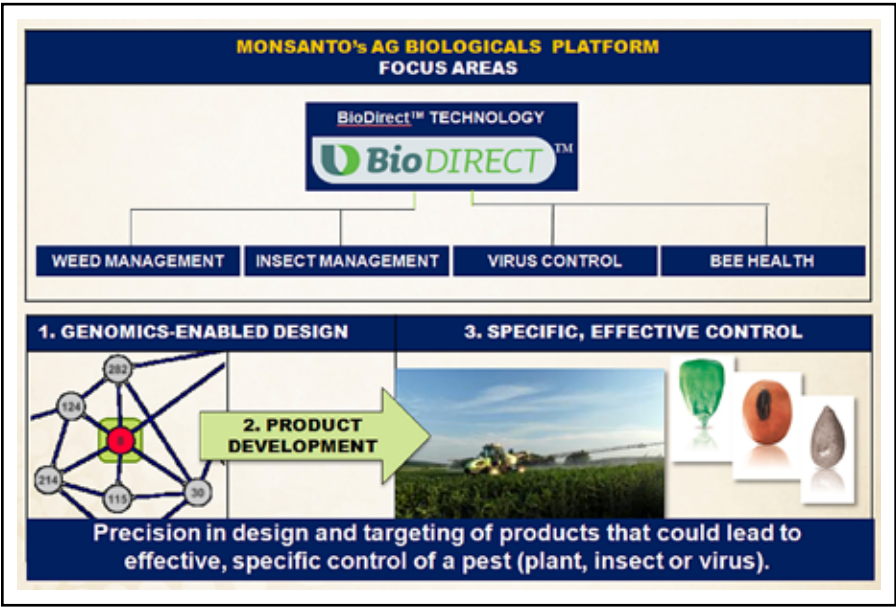 MONSANTO's AG BIOLOGICALS PLATFORM
FOCUS AREAS
BioDirect™ TECHNOLOGY
BioDIRECT™
WEED MANAGEMENT
INSECT MANAGEMENT
VIRUS CONTROL
BEE HEALTH
1. GENOMICS-ENABLED DESIGN
3. SPECIFIC, EFFECTIVE CONTROL
282
124
2. PRODUCT
DEVELOPMENT
214
115
30
Precision in design and targeting of products that could lead to
effective, specific control of a pest (plant, insect or virus).